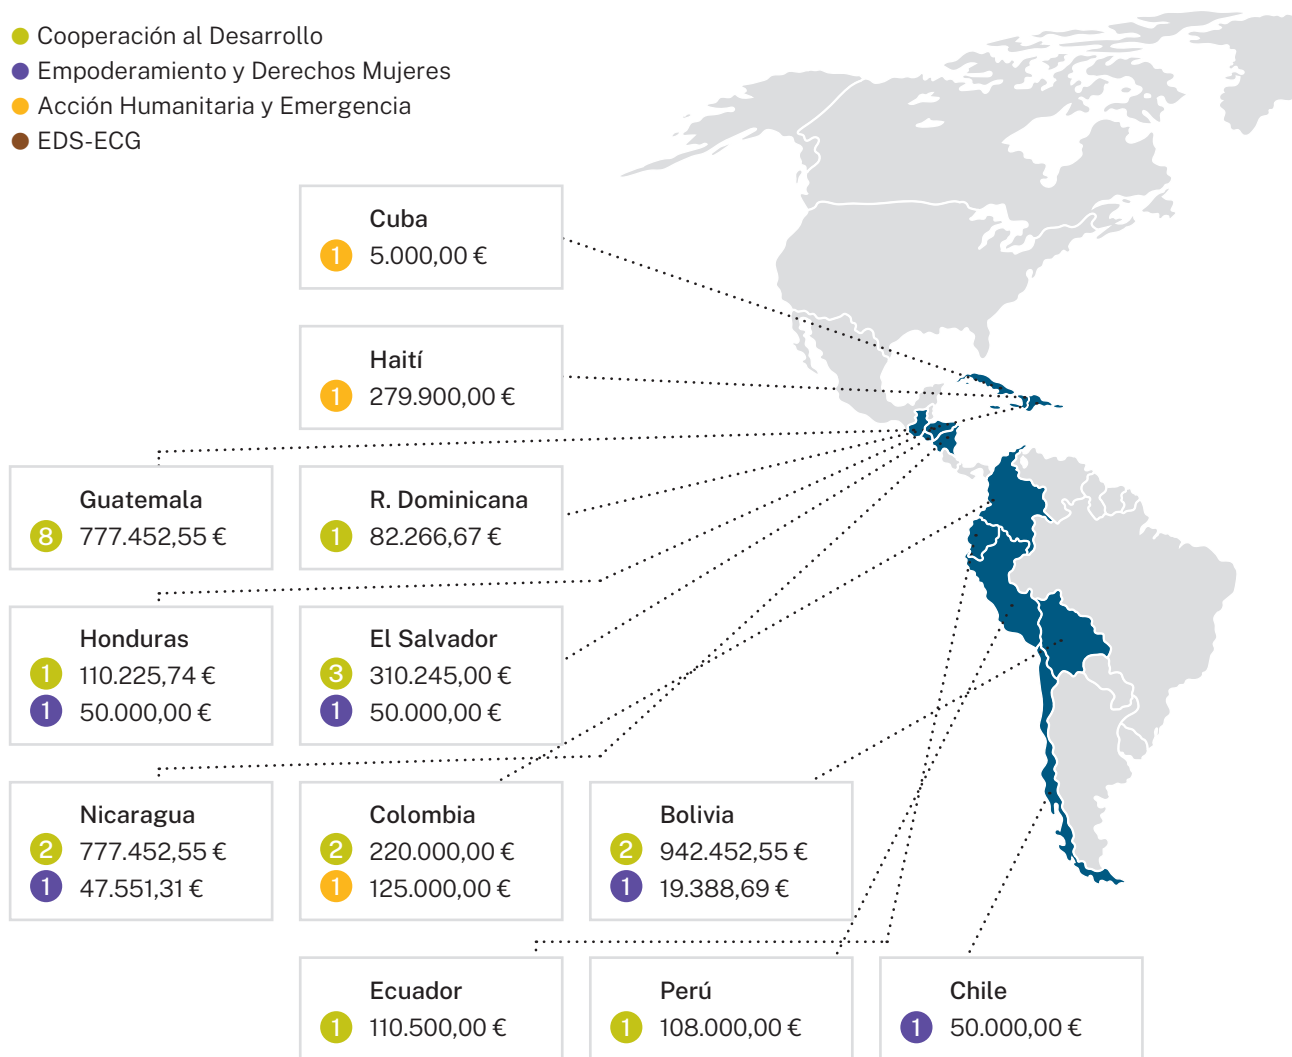 Cooperación al Desarrollo
Empoderamiento y Derechos Mujeres
Acción Humanitaria y Emergencia
EDS-ECG
Cuba
1 5.000,00 €
Haití
1 279.900,00 €
Guatemala
8 777.452,55 €
R. Dominicana
1 82.266,67 €
Honduras
1 110.225,74 €
1 50.000,00 €
El Salvador
3 310.245,00 €
1 50.000,00 €
Nicaragua
2 777.452,55 €
1 47.551,31 €
Colombia
2 220.000,00 €
1 125.000,00 €
Bolivia
2 942.452,55 €
1 19.388,69 €
Ecuador
1 110.500,00 €
Perú
1 108.000,00 €
Chile
1 50.000,00 €